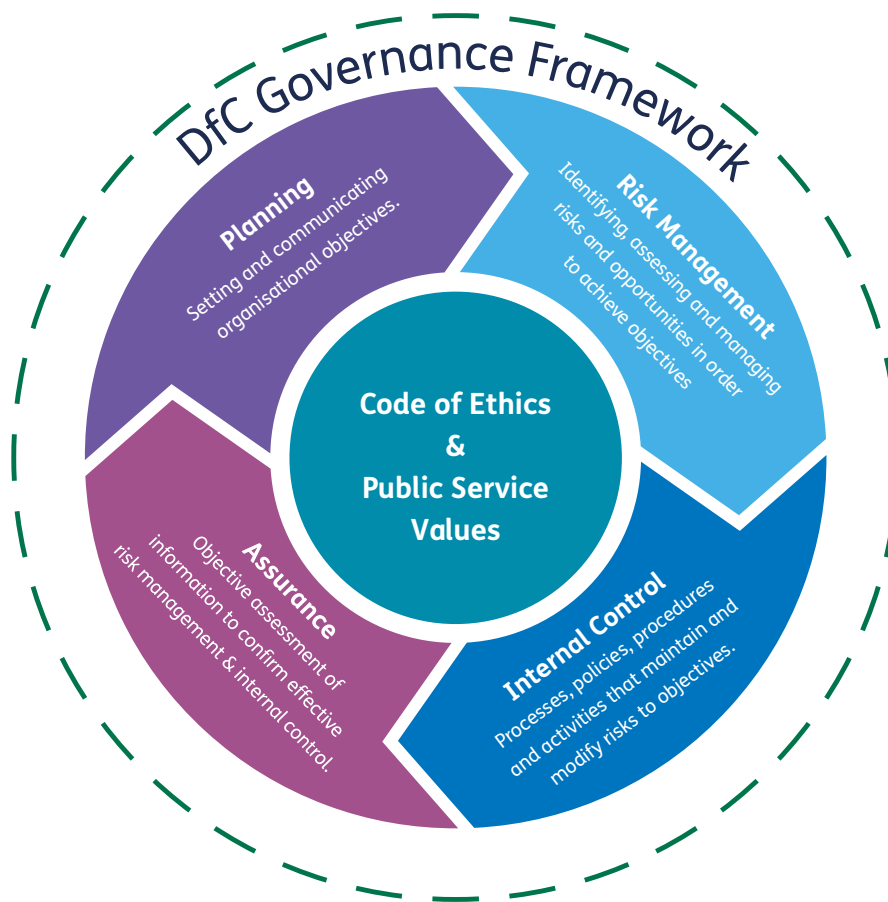 DfC Governance Framework
Planning
Setting and communicating
organisational objectives.
Risk Management
Identifying, assessing and managing
risks and opportunities in order
to achieve objectives
Internal Control
Processes, policies, procedures
and activities that maintain and
modify risks to objectives.
Assurance
Objective assessment of
information to confirm effective
risk management & internal control.
Code of Ethics
&
Public Service
Values